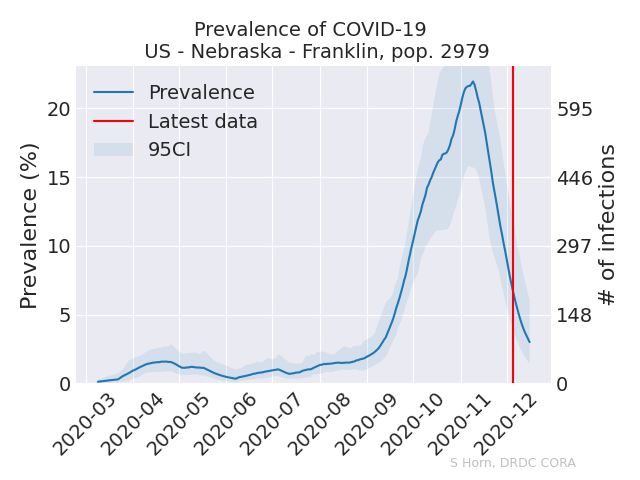 Prevalence of COVID-19
US - Nebraska - Franklin, pop. 2979
Prevalence
Latest data
95CI
Prevalence (%)
20
15
10
5
0
595
446
297
148
0
# of infections
2020-03
2020-04
2020-05
2020-06
2020-07
2020-08
2020-09
2020-10
2020-11
2020-12
S Horn, DRDC CORA